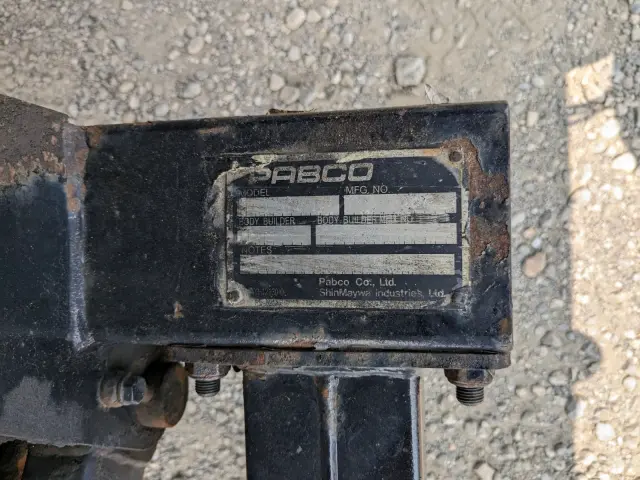 PABCO
MODEL MFG. NO.
BODY BUILDER BODY BUILDER MFG. NO.
NOTES
Pabco Co., Ltd.
ShinMaywa Industries, Ltd.